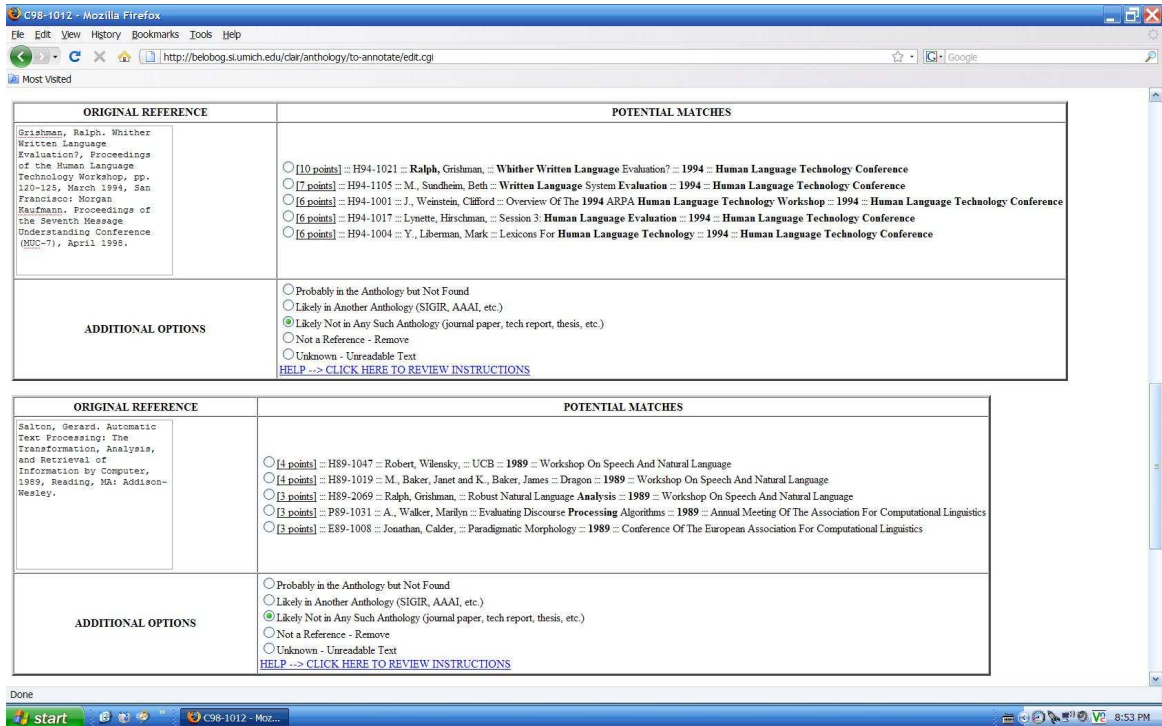 C98-1012 - Mozilla Firefox
File Edit View History Bookmarks Tools Help
http://belobog.si.umich.edu/clair/anthology/to-annotate/edit.cgi
Google
Most Visited
ORIGINAL REFERENCE
POTENTIAL MATCHES
Grishman, Ralph. Whither
Written Language
Evaluation?, Proceedings
of the Human Language
Technology Workshop, pp.
120-125, March 1994, San
Francisco: Morgan
Kaufmann. Proceedings of
the Seventh Message
Understanding Conference
(MUC-7), April 1998.
[10 points] ::: H94-1021 ::: Ralph, Grishman, ::: Whither Written Language Evaluation? ::: 1994 ::: Human Language Technology Conference
[7 points] ::: H94-1105 ::: M., Sundheim, Beth ::: Written Language System Evaluation ::: 1994 ::: Human Language Technology Conference
[6 points] ::: H94-1001 ::: J., Weinstein, Clifford ::: Overview Of The 1994 ARPA Human Language Technology Workshop ::: 1994 ::: Human Language Technology Conference
[6 points] ::: H94-1017 ::: Lynette, Hirschman, ::: Session 3: Human Language Evaluation ::: 1994 ::: Human Language Technology Conference
[6 points] ::: H94-1004 ::: Y., Liberman, Mark ::: Lexicons For Human Language Technology ::: 1994 ::: Human Language Technology Conference
ADDITIONAL OPTIONS
Probably in the Anthology but Not Found
Likely in Another Anthology (SIGIR, AAAI, etc.)
Likely Not in Any Such Anthology (journal paper, tech report, thesis, etc.)
Not a Reference - Remove
Unknown - Unreadable Text
HELP --> CLICK HERE TO REVIEW INSTRUCTIONS
ORIGINAL REFERENCE
POTENTIAL MATCHES
Salton, Gerard. Automatic
Text Processing: The
Transformation, Analysis,
and Retrieval of
Information by Computer,
1989, Reading, MA: Addison-
Wesley.
[4 points] ::: H89-1047 ::: Robert, Wilensky, ::: UCB ::: 1989 ::: Workshop On Speech And Natural Language
[4 points] ::: H89-1019 ::: M., Baker, Janet and K., Baker, James ::: Dragon ::: 1989 ::: Workshop On Speech And Natural Language
[3 points] ::: H89-2069 ::: Ralph, Grishman, ::: Robust Natural Language Analysis ::: 1989 ::: Workshop On Speech And Natural Language
[3 points] ::: P89-1031 ::: A., Walker, Marilyn ::: Evaluating Discourse Processing Algorithms ::: 1989 ::: Annual Meeting Of The Association For Computational Linguistics
[3 points] ::: E89-1008 ::: Jonathan, Calder, ::: Paradigmatic Morphology ::: 1989 ::: Conference Of The European Association For Computational Linguistics
ADDITIONAL OPTIONS
Probably in the Anthology but Not Found
Likely in Another Anthology (SIGIR, AAAI, etc.)
Likely Not in Any Such Anthology (journal paper, tech report, thesis, etc.)
Not a Reference - Remove
Unknown - Unreadable Text
HELP --> CLICK HERE TO REVIEW INSTRUCTIONS
Done
start
C98-1012 - Moz...
8:53 PM